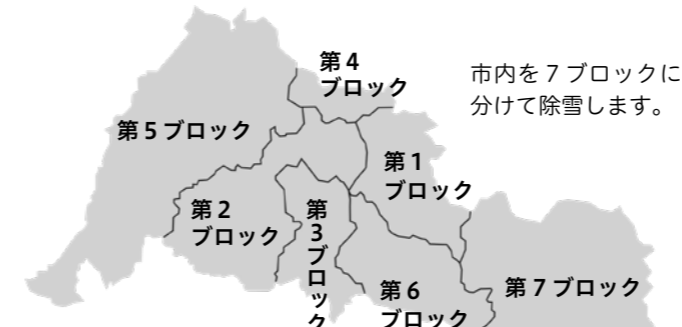 第４
ブロック
市内を７ブロックに
分けて除雪します。
第５ブロック
第１
ブロック
第２
ブロック
第３ブロック
第６
ブロック
第７ブロック